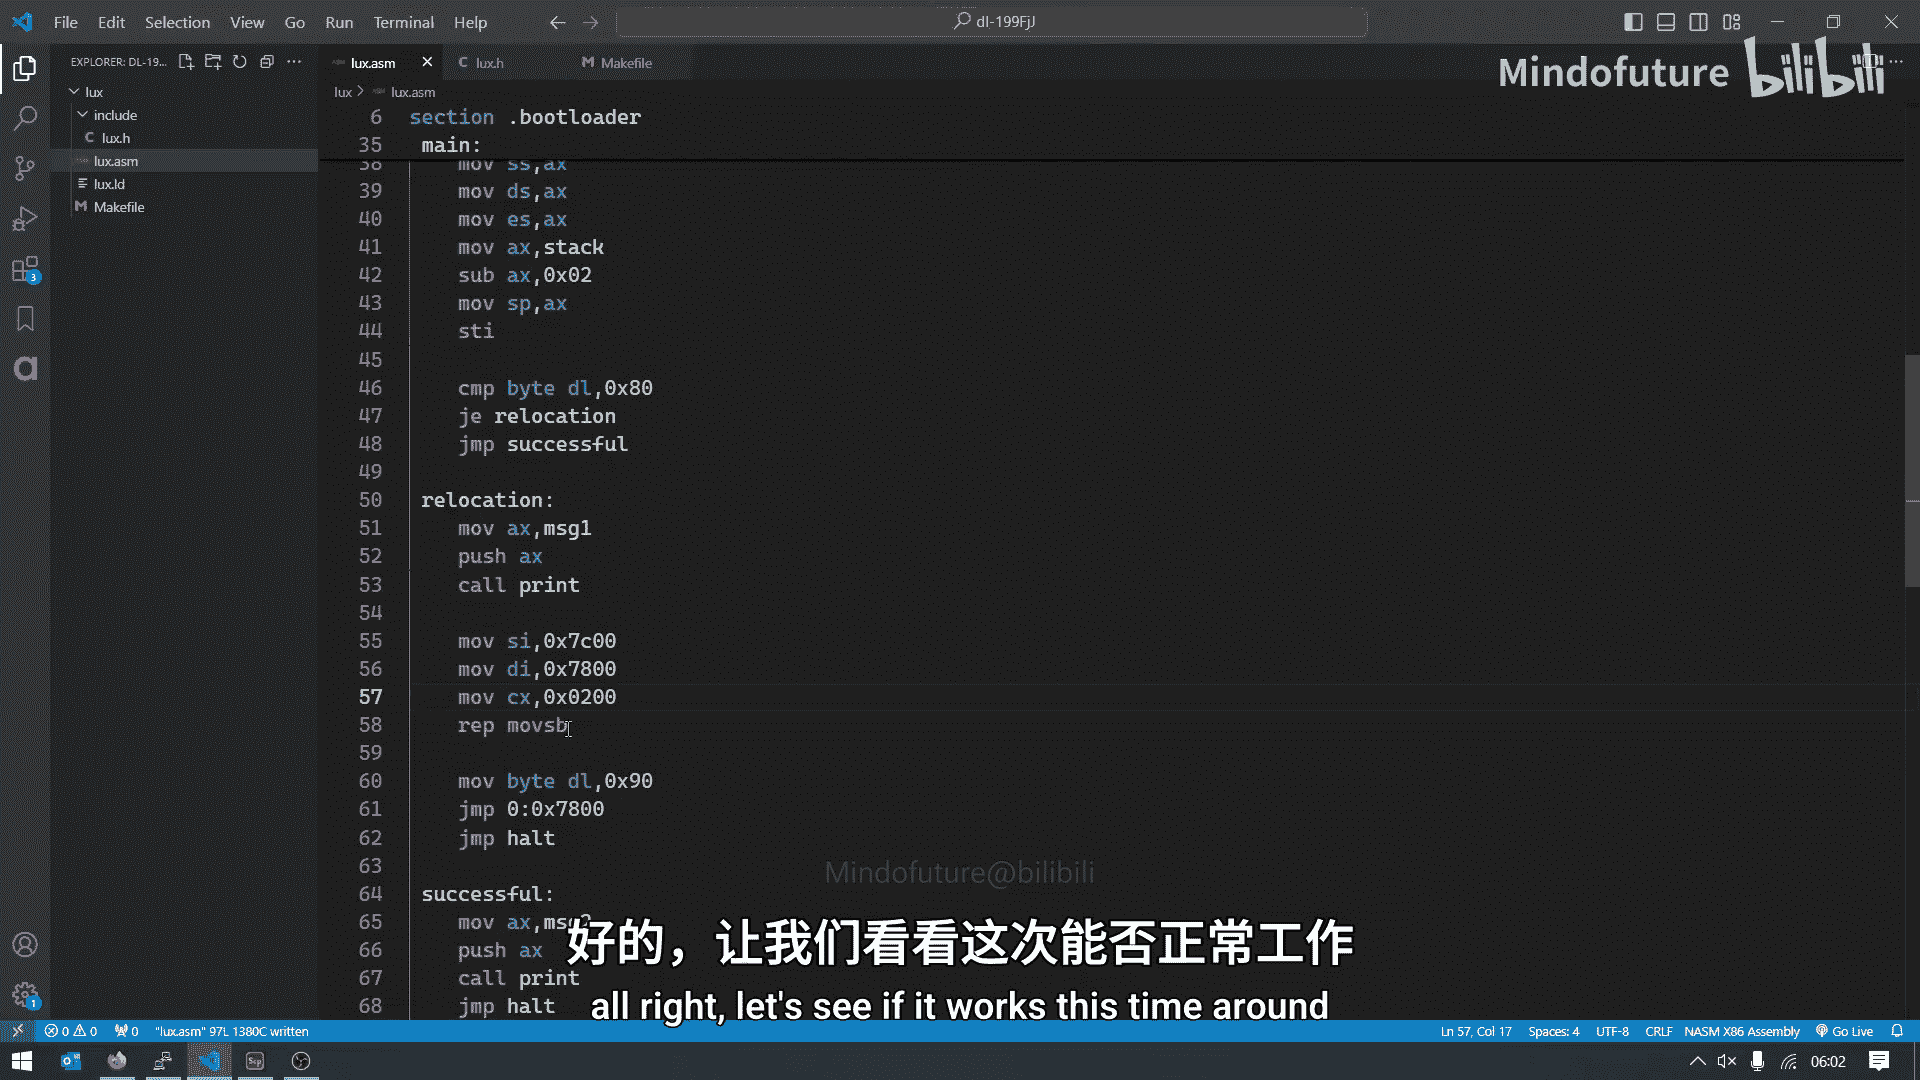 File Edit Selection View Go Run Terminal Help
dl-199FjJ
EXPLORER: DL-19...
lux.asm
lux.h
Makefile
Mindofuture bilibili
lux
include
lux.h
lux.asm
lux.ld
Makefile
lux > lux.asm
6 section .bootloader
35 main:
38 mov ss,ax
39 mov ds,ax
40 mov es,ax
41 mov ax,stack
42 sub ax,0x02
43 mov sp,ax
44 sti
45
46 cmp byte dl,0x80
47 je relocation
48 jmp successful
49
50 relocation:
51 mov ax,msg1
52 push ax
53 call print
54
55 mov si,0x7c00
56 mov di,0x7800
57 mov cx,0x0200
58 rep movsb
59
60 mov byte dl,0x90
61 jmp 0:0x7800
62 jmp halt
63
64 successful:
65 mov ax,
66 push ax
67 call print
68 jmp halt
Mindofuture@bilibili
好的，让我们看看这次能否正常工作
all right, let's see if it works this time around
3
a
1
0 0 0 "lux.asm" 97L 1380C written
Ln 57, Col 17 Spaces: 4 UTF-8 CRLF NASM X86 Assembly Go Live
06:02